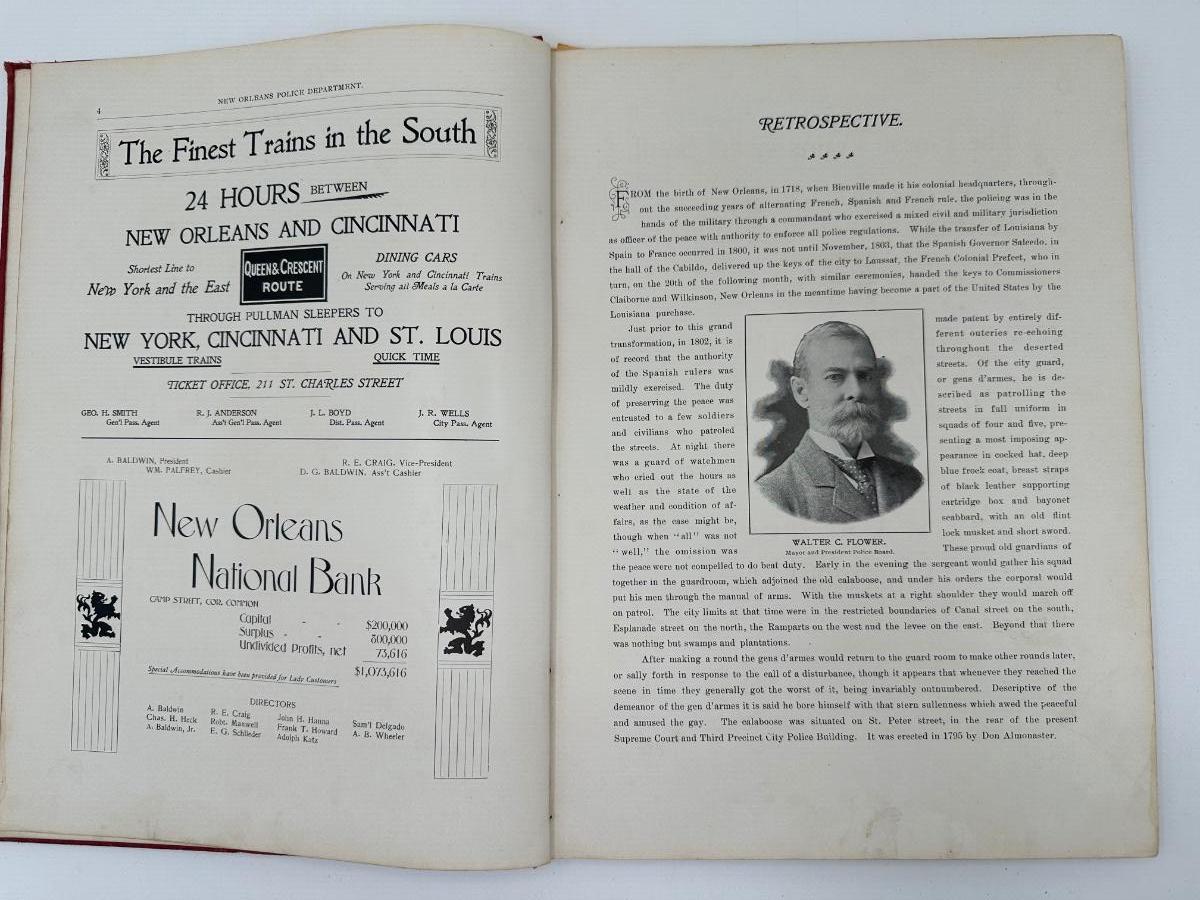 4
NEW ORLEANS POLICE DEPARTMENT.
The Finest Trains in the South
24 HOURS BETWEEN
NEW ORLEANS AND CINCINNATI
Shortest Line to
New York and the East
QUEEN & CRESCENT
ROUTE
DINING CARS
On New York and Cincinnati Trains
Serving all Meals a la Carte
THROUGH PULLMAN SLEEPERS TO
NEW YORK, CINCINNATI AND ST. LOUIS
VESTIBULE TRAINS QUICK TIME
TICKET OFFICE, 211 ST. CHARLES STREET
GEO. H. SMITH R. J. ANDERSON J. L. BOYD J. R. WELLS
Gen'l Pass. Agent Ass't Gen'l Pass. Agent Dist. Pass. Agent City Pass. Agent
A. BALDWIN, President R. E. CRAIG, Vice-President
WM. PALFREY, Cashier D. G. BALDWIN, Ass't Cashier
New Orleans
National Bank
CAMP STREET, COR. COMMON
Capital - - $200,000
Surplus - - 800,000
Undivided Profits, net 73,616
$1,073,616
Special Accommodations have been provided for Lady Customers
DIRECTORS
A. Baldwin R. E. Craig John H. Hanna Sam'l Delgado
Chas. H. Heck Robt. Maxwell Frank T. Howard A. B. Wheeler
A. Baldwin, Jr. E. G. Schlieder Adolph Katz
RETROSPECTIVE.
FROM the birth of New Orleans, in 1718, when Bienville made it his colonial headquarters, through-
out the succeeding years of alternating French, Spanish and French rule, the policing was in the
hands of the military through a commandant who exercised a mixed civil and military jurisdiction
as officer of the peace with authority to enforce all police regulations. While the transfer of Louisiana by
Spain to France occurred in 1800, it was not until November, 1803, that the Spanish Governor Salcedo, in
the hall of the Cabildo, delivered up the keys of the city to Laussat, the French Colonial Prefect, who in
turn, on the 20th of the following month, with similar ceremonies, handed the keys to Commissioners
Claiborne and Wilkinson, New Orleans in the meantime having become a part of the United States by the
Louisiana purchase.
Just prior to this grand
transformation, in 1802, it is
of record that the authority
of the Spanish rulers was
mildly exercised. The duty
of preserving the peace was
entrusted to a few soldiers
and civilians who patroled
the streets. At night there
was a guard of watchmen
who cried out the hours as
well as the state of the
weather and condition of af-
fairs, as the case might be,
though when "all" was not
"well," the omission was
WALTER C. FLOWER.
Mayor and President Police Board.
made patent by entirely dif-
ferent outcries re-echoing
throughout the deserted
streets. Of the city guard,
or gens d'armes, he is de-
scribed as patrolling the
streets in full uniform in
squads of four and five, pre-
senting a most imposing ap-
pearance in cocked hat, deep
blue frock coat, breast straps
of black leather supporting
cartridge box and bayonet
scabbard, with an old flint
lock musket and short sword.
These proud old guardians of
the peace were not compelled to do beat duty. Early in the evening the sergeant would gather his squad
together in the guardroom, which adjoined the old calaboose, and under his orders the corporal would
put his men through the manual of arms. With the muskets at a right shoulder they would march off
on patrol. The city limits at that time were in the restricted boundaries of Canal street on the south,
Esplanade street on the north, the Ramparts on the west and the levee on the east. Beyond that there
was nothing but swamps and plantations.
After making a round the gens d'armes would return to the guard room to make other rounds later,
or sally forth in response to the call of a disturbance, though it appears that whenever they reached the
scene in time they generally got the worst of it, being invariably outnumbered. Descriptive of the
demeanor of the gen d'armes it is said he bore himself with that stern sullenness which awed the peaceful
and amused the gay. The calaboose was situated on St. Peter street, in the rear of the present
Supreme Court and Third Precinct City Police Building. It was erected in 1795 by Don Almonaster.